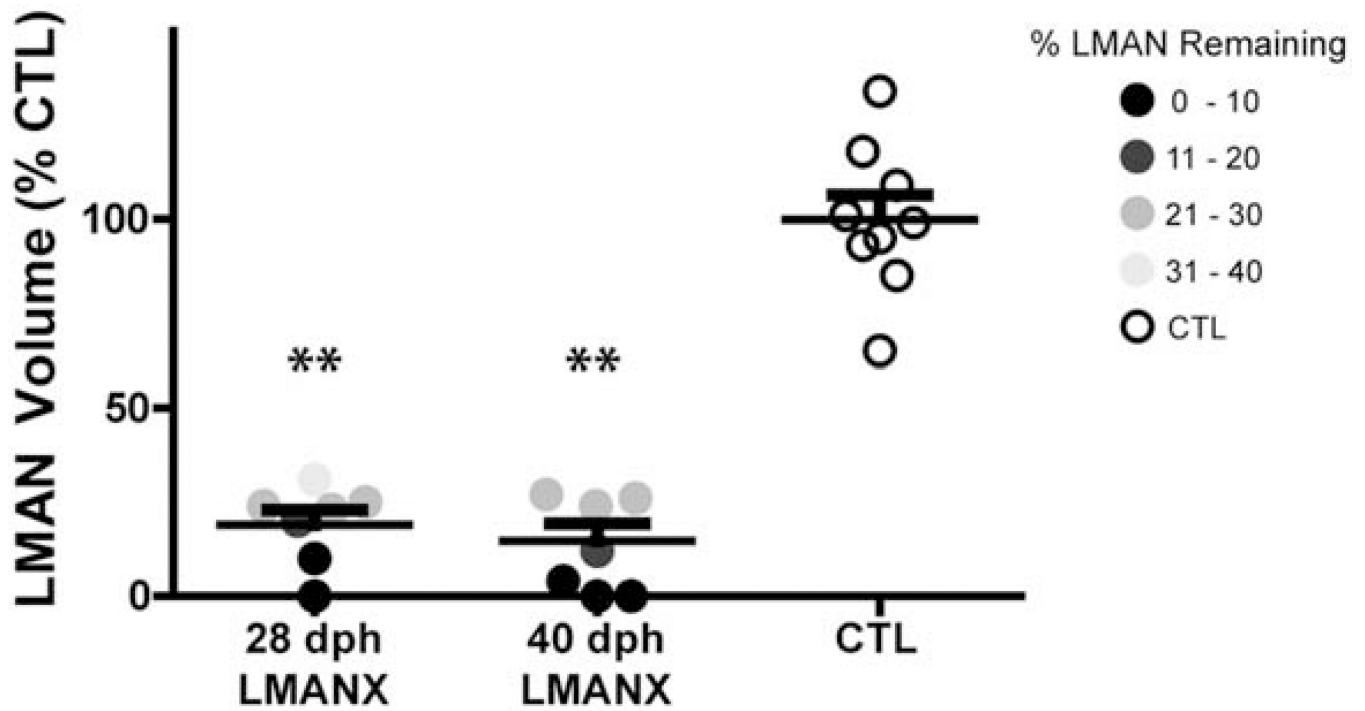 LMAN Volume (% CTL)
100
50
0
**
**
28 dph
LMANX
40 dph
LMANX
CTL
% LMAN Remaining
0 - 10
11 - 20
21 - 30
31 - 40
CTL